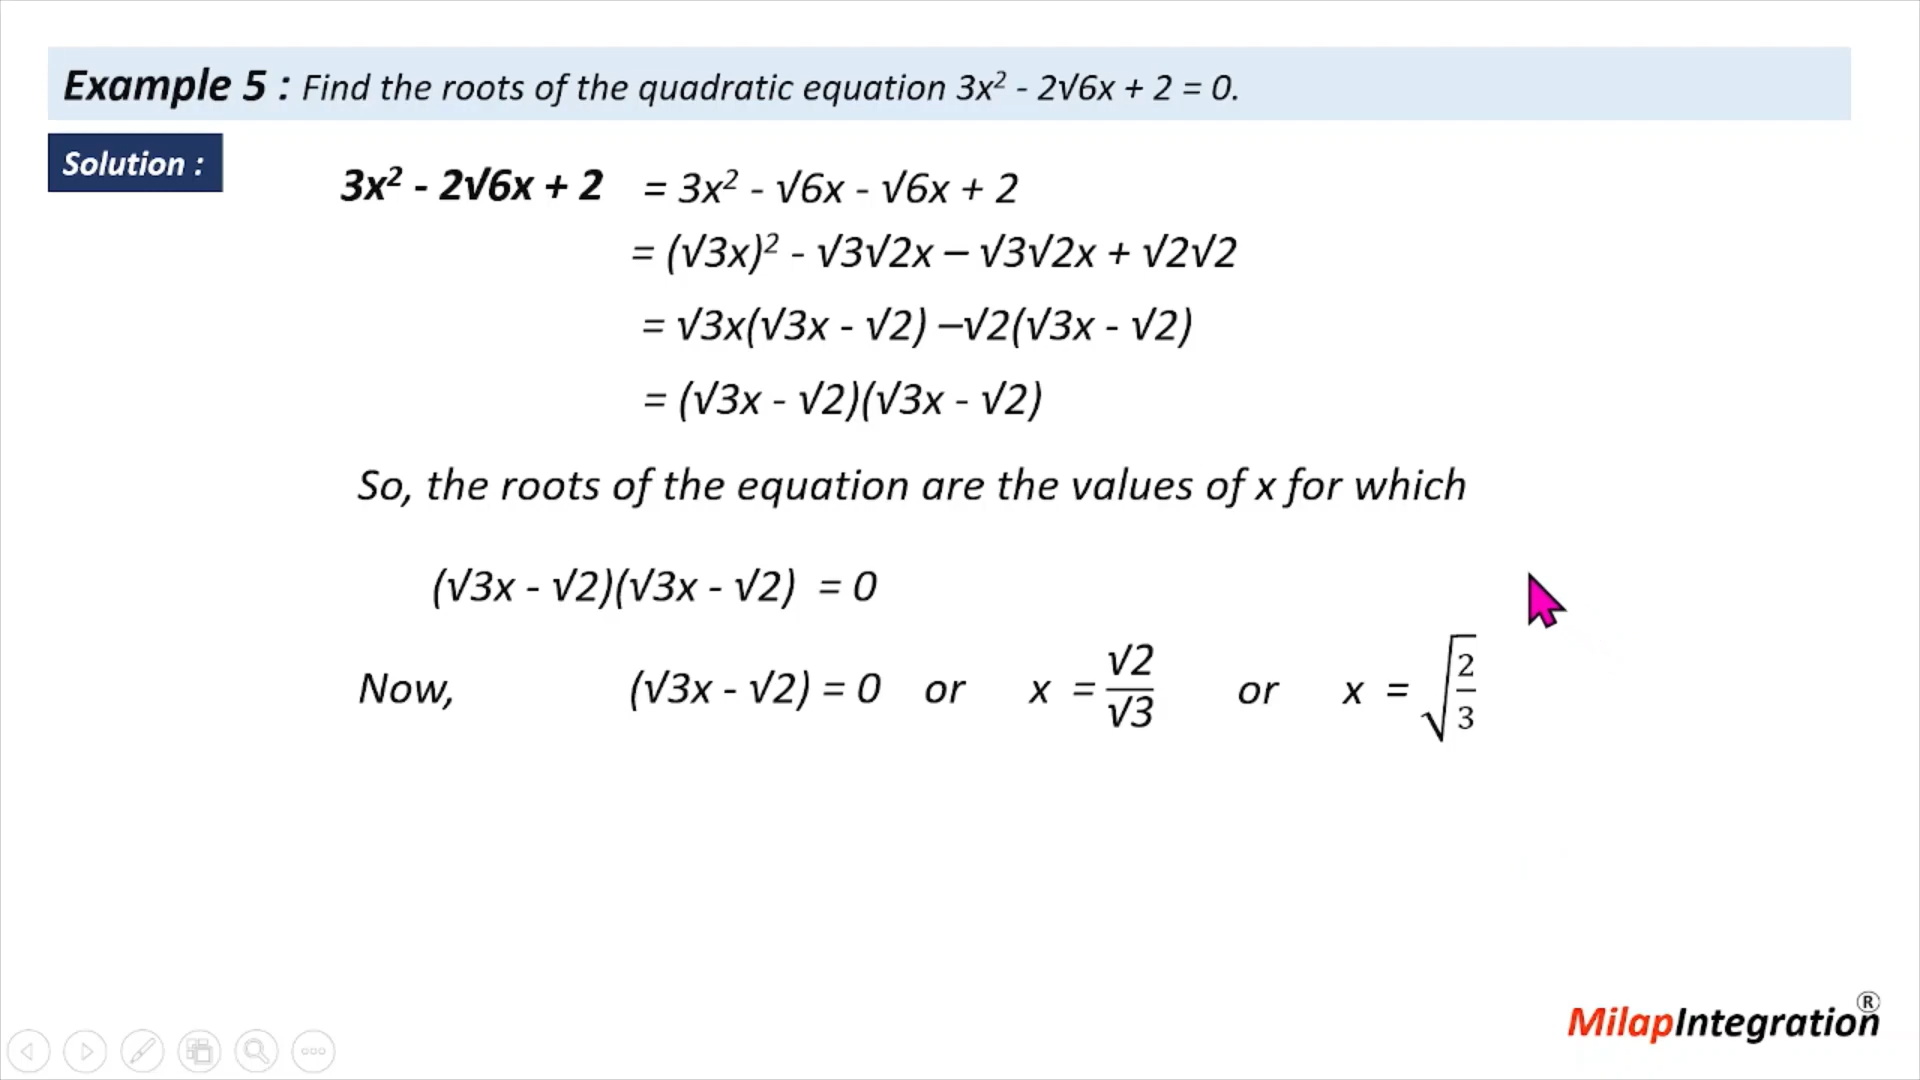 Example 5 : Find the roots of the quadratic equation 3x² - 2√6x + 2 = 0.
Solution :
3x² - 2√6x + 2 = 3x² - √6x - √6x + 2
= (√3x)² - √3√2x – √3√2x + √2√2
= √3x(√3x - √2) –√2(√3x - √2)
= (√3x - √2)(√3x - √2)
So, the roots of the equation are the values of x for which
(√3x - √2)(√3x - √2) = 0
Now, (√3x - √2) = 0 or x = √2/√3 or x = √(2/3)
MilapIntegration®